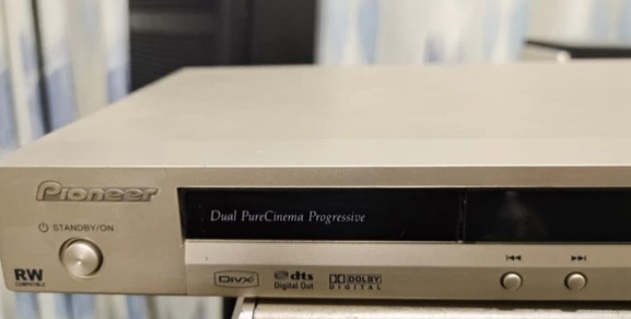 Pioneer
Dual PureCinema Progressive
STANDBY/ON
RW
COMPATIBLE
DivX
dts
Digital Out
DOLBY
DIGITAL